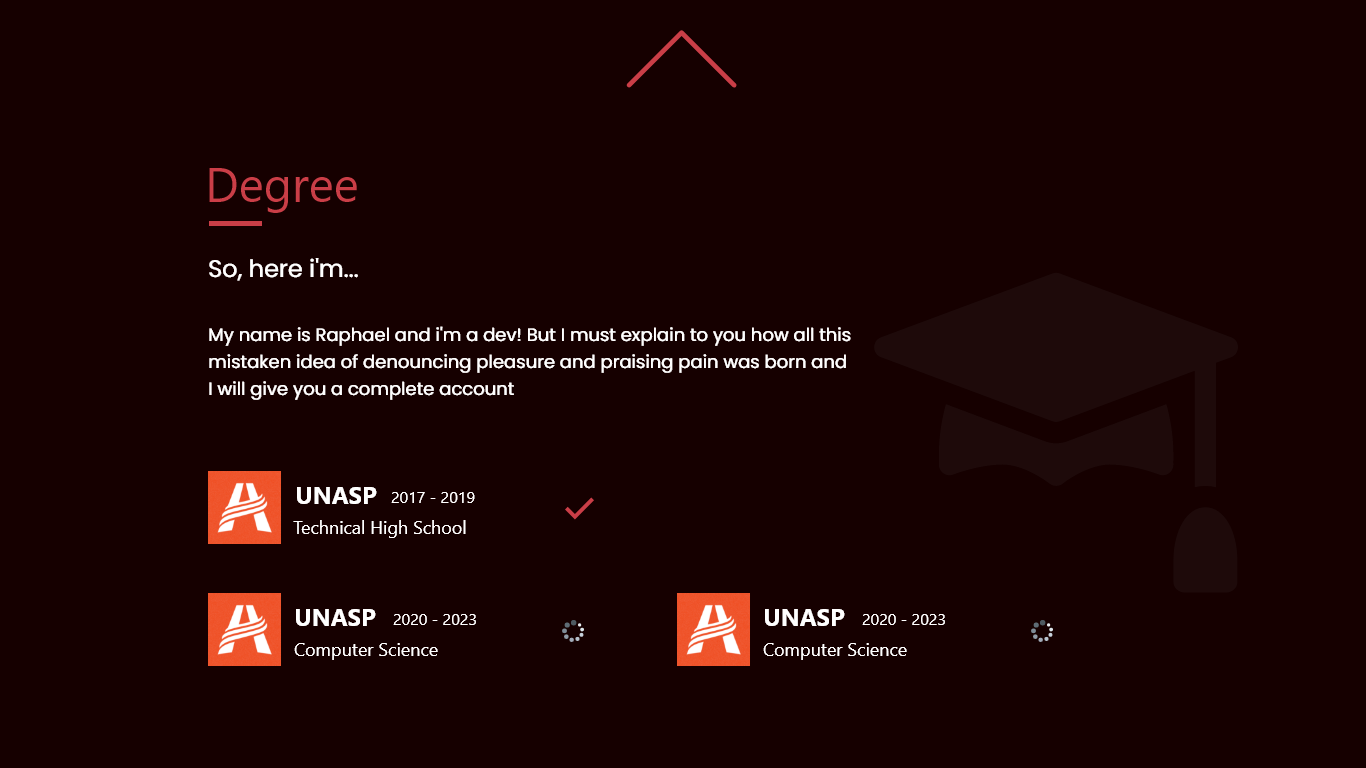 Degree
So, here i'm...
My name is Raphael and i'm a dev! But I must explain to you how all this
mistaken idea of denouncing pleasure and praising pain was born and
I will give you a complete account
UNASP 2017 - 2019
Technical High School
UNASP 2020 - 2023
Computer Science
UNASP 2020 - 2023
Computer Science